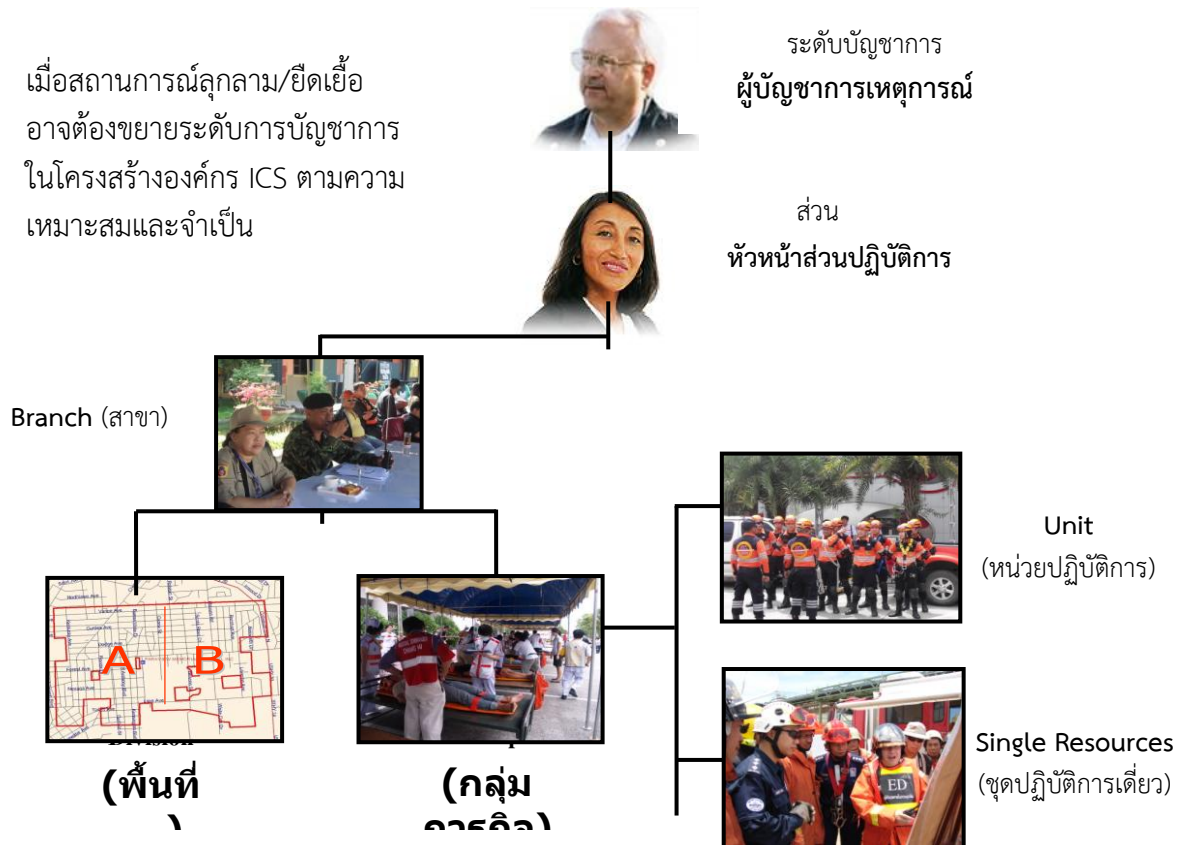 ระดับบัญชาการ
ผู้บัญชาการเหตุการณ์
เมื่อสถานการณ์ลุกลาม/ยืดเยื้อ
อาจต้องขยายระดับการบัญชาการ
ในโครงสร้างองค์กร ICS ตามความ
เหมาะสมและจำเป็น
ส่วน
หัวหน้าส่วนปฏิบัติการ
Branch (สาขา)
Unit
(หน่วยปฏิบัติการ)
A B
Single Resources
(ชุดปฏิบัติการเดี่ยว)
ED
Division
(พื้นที่
)
(กลุ่ม
ภารกิจ)